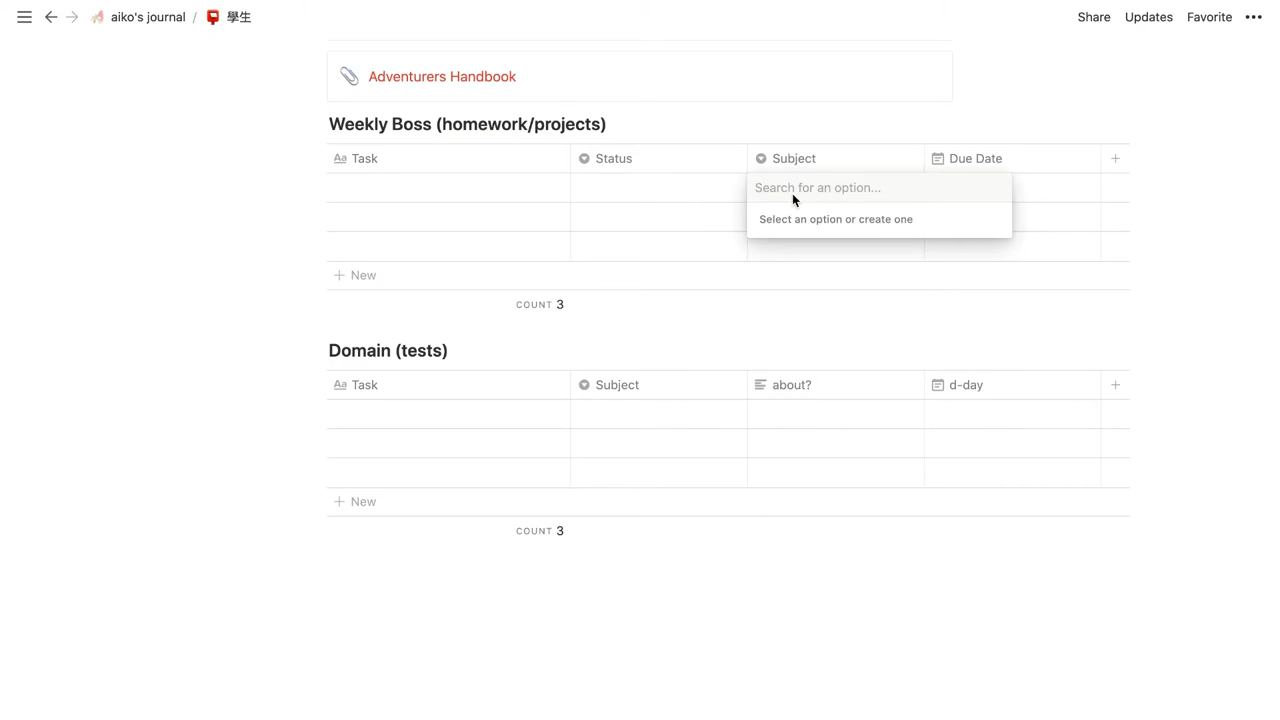 aiko's journal / 學生
Share Updates Favorite
Adventurers Handbook
Weekly Boss (homework/projects)
Aa Task Status Subject Due Date
Search for an option...
Select an option or create one
+ New
COUNT 3
Domain (tests)
Aa Task Subject about? d-day
+ New
COUNT 3